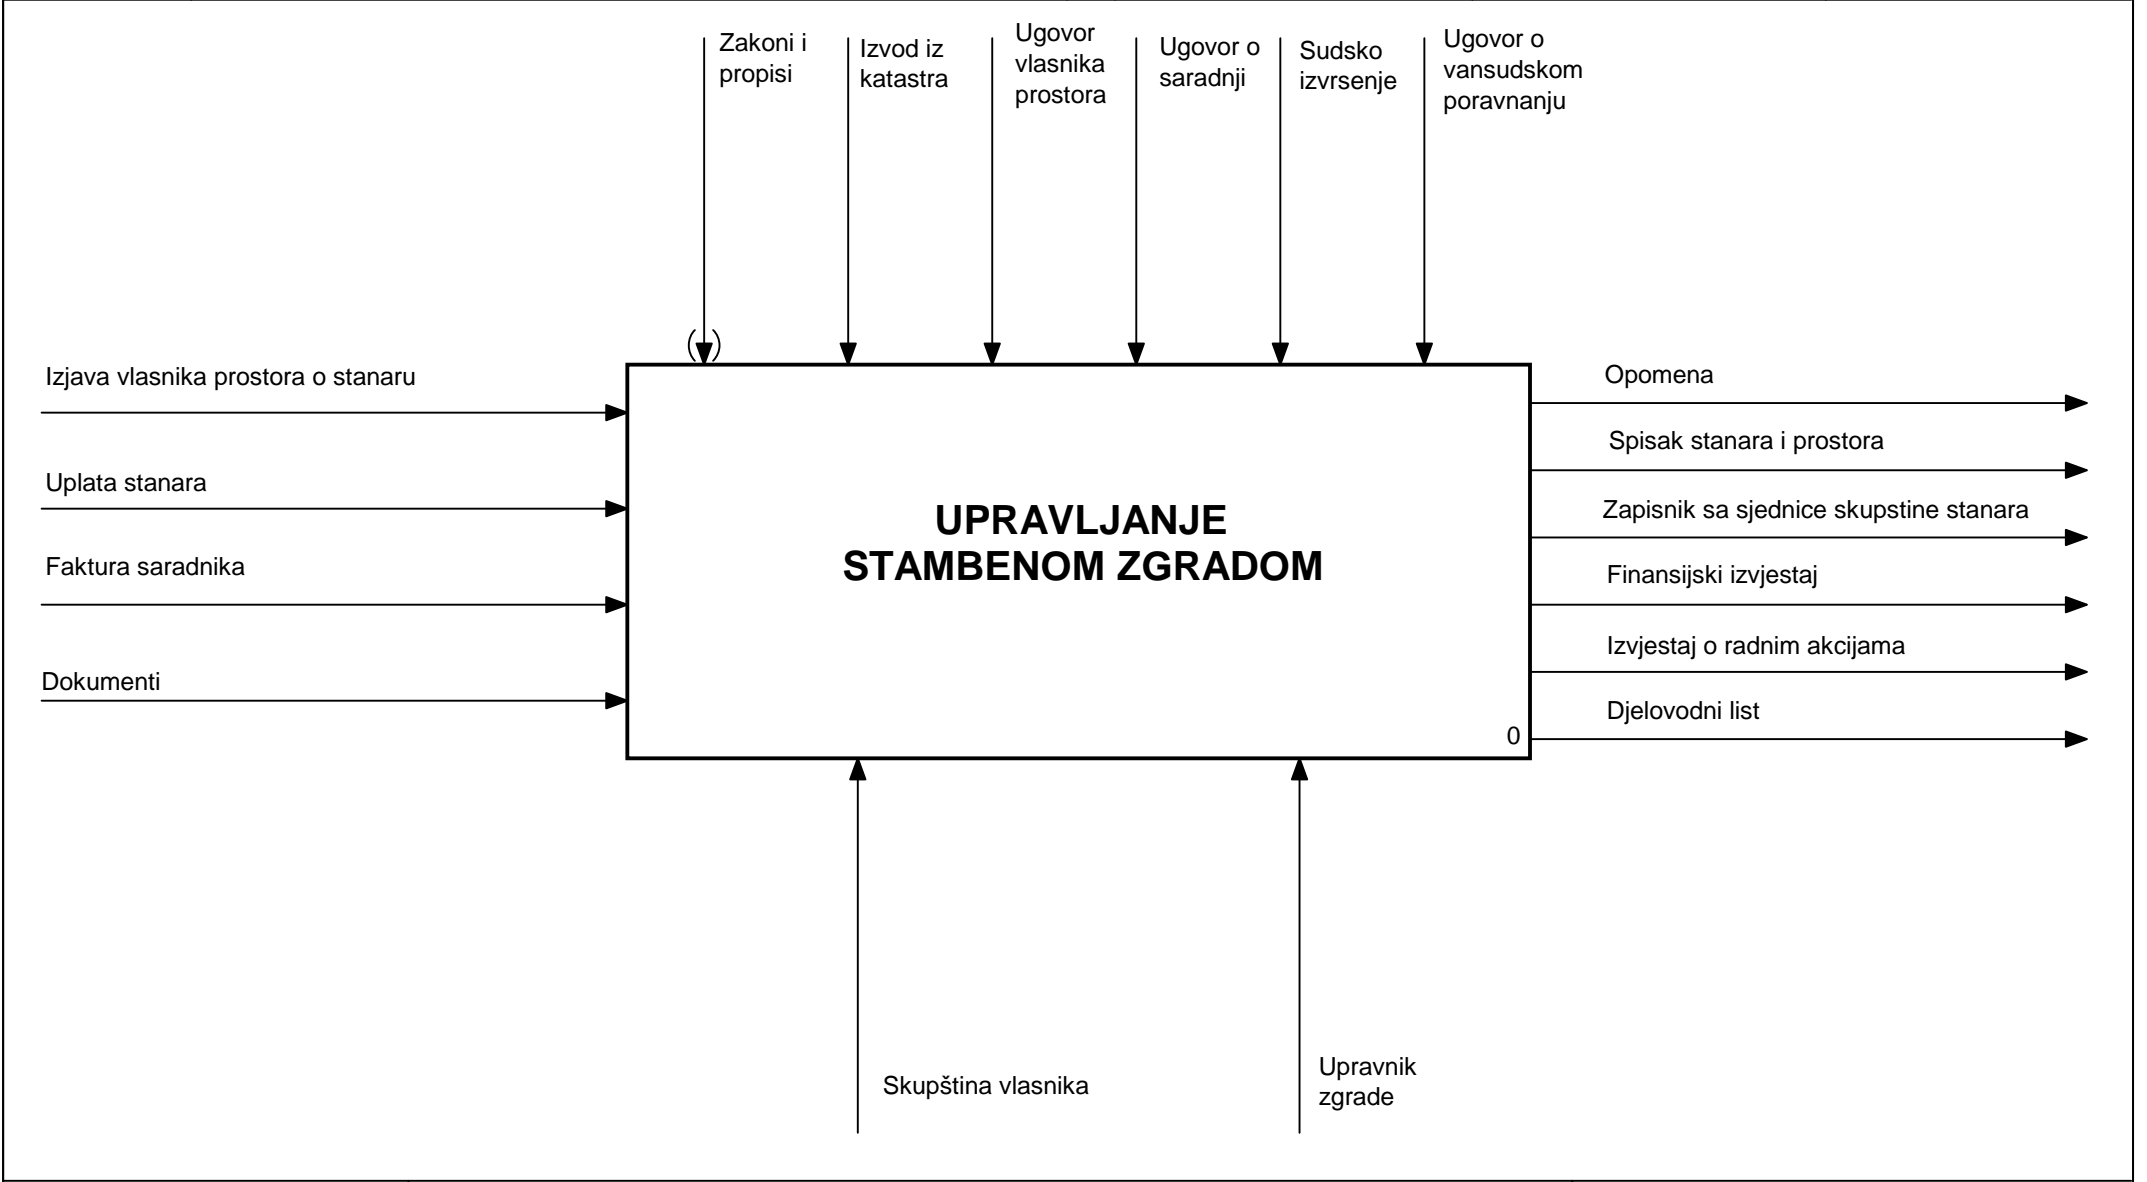 Zakoni i
propisi
Izvod iz
katastra
Ugovor
vlasnika
prostora
Ugovor o
saradnji
Sudsko
izvrsenje
Ugovor o
vansudskom
poravnanju
( )
Izjava vlasnika prostora o stanaru
Uplata stanara
Faktura saradnika
Dokumenti
UPRAVLJANJE
STAMBENOM ZGRADOM
0
Opomena
Spisak stanara i prostora
Zapisnik sa sjednice skupstine stanara
Finansijski izvjestaj
Izvjestaj o radnim akcijama
Djelovodni list
Skupština vlasnika
Upravnik
zgrade